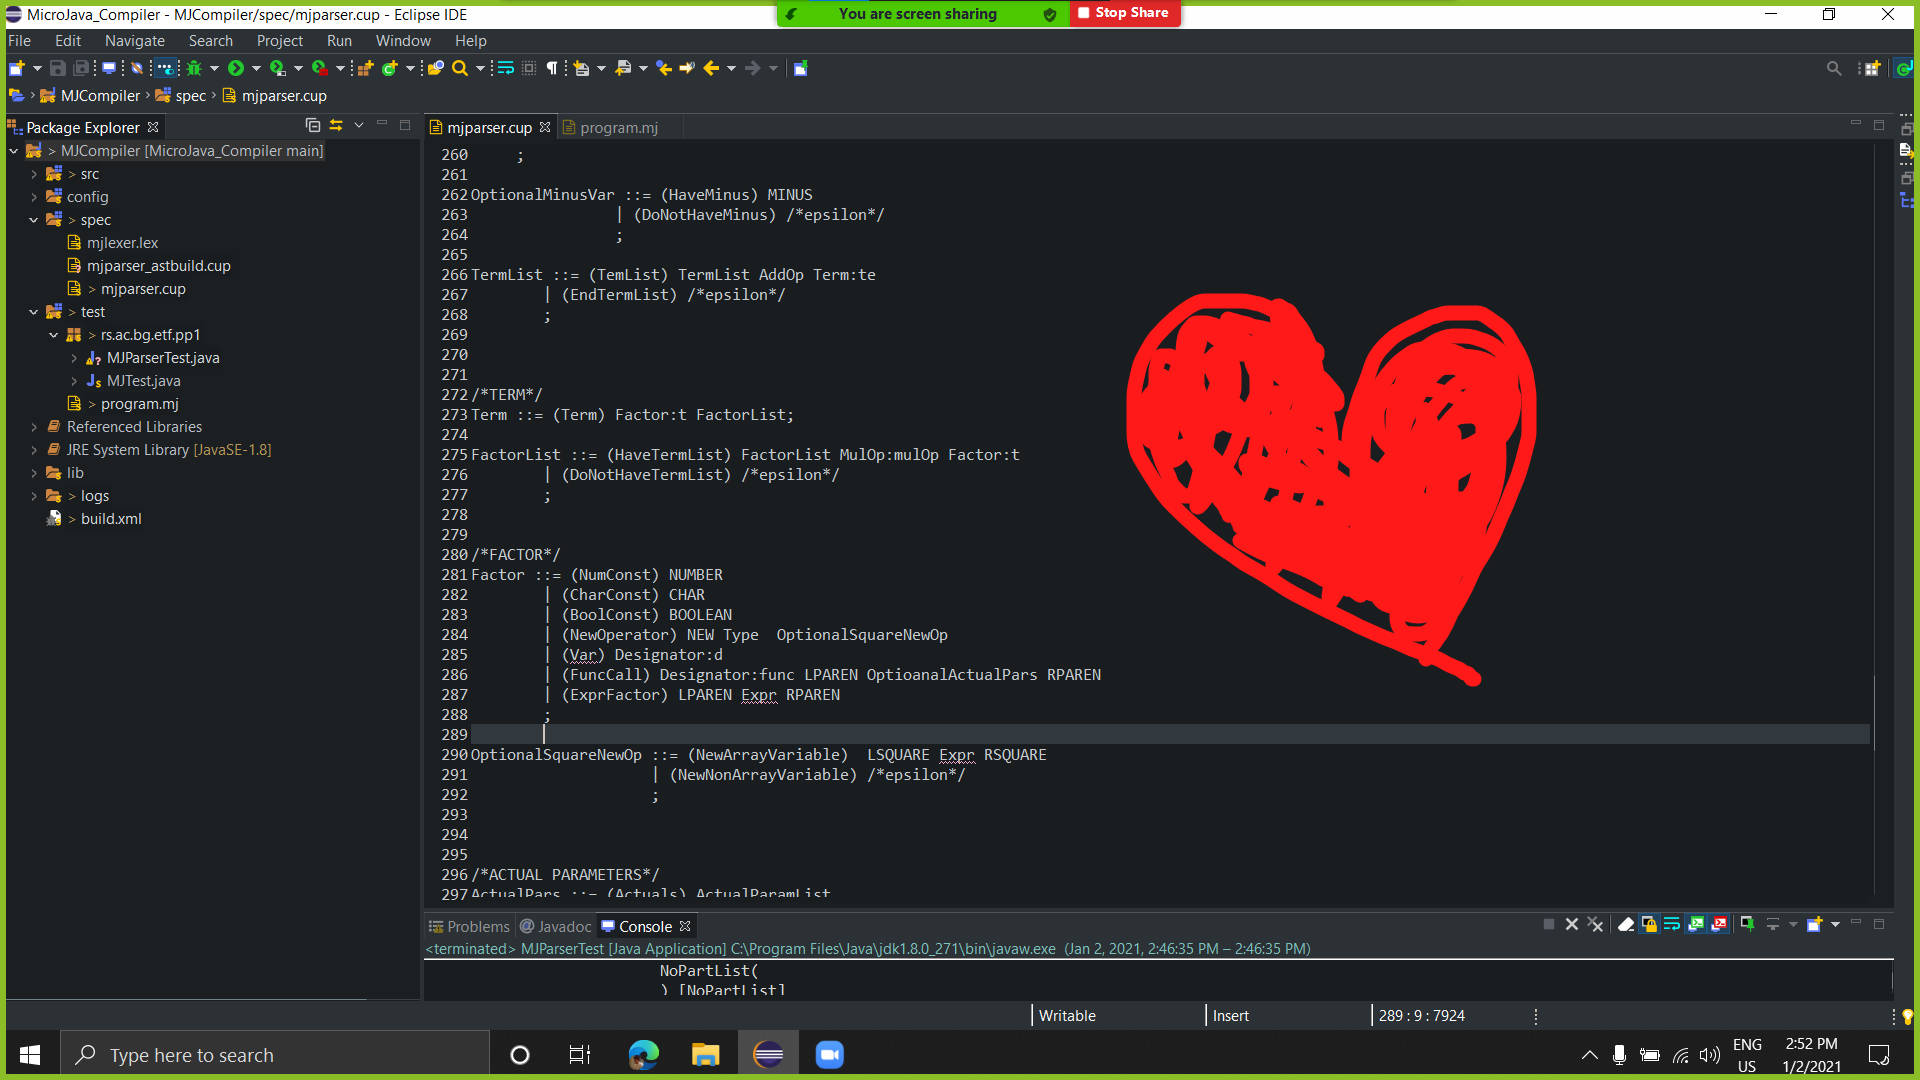 MicroJava_Compiler - MJCompiler/spec/mjparser.cup - Eclipse IDE
You are screen sharing
Stop Share
File Edit Navigate Search Project Run Window Help
MJCompiler › spec › mjparser.cup
Package Explorer
> MJCompiler [MicroJava_Compiler main]
> src
config
> spec
mjlexer.lex
mjparser_astbuild.cup
> mjparser.cup
> test
> rs.ac.bg.etf.pp1
MJParserTest.java
MJTest.java
> program.mj
Referenced Libraries
JRE System Library [JavaSE-1.8]
lib
> logs
> build.xml
mjparser.cup program.mj
260 ;
261
262 OptionalMinusVar ::= (HaveMinus) MINUS
263 | (DoNotHaveMinus) /*epsilon*/
264 ;
265
266 TermList ::= (TemList) TermList AddOp Term:te
267 | (EndTermList) /*epsilon*/
268 ;
269
270
271
272 /*TERM*/
273 Term ::= (Term) Factor:t FactorList;
274
275 FactorList ::= (HaveTermList) FactorList MulOp:mulOp Factor:t
276 | (DoNotHaveTermList) /*epsilon*/
277 ;
278
279
280 /*FACTOR*/
281 Factor ::= (NumConst) NUMBER
282 | (CharConst) CHAR
283 | (BoolConst) BOOLEAN
284 | (NewOperator) NEW Type  OptionalSquareNewOp
285 | (Var) Designator:d
286 | (FuncCall) Designator:func LPAREN OptioanalActualPars RPAREN
287 | (ExprFactor) LPAREN Expr RPAREN
288 ;
289
290 OptionalSquareNewOp ::= (NewArrayVariable)  LSQUARE Expr RSQUARE
291 | (NewNonArrayVariable) /*epsilon*/
292 ;
293
294
295
296 /*ACTUAL PARAMETERS*/
297 ActualPars ::= (Actuals) ActualParamList
Problems @ Javadoc Console
<terminated> MJParserTest [Java Application] C:\Program Files\Java\jdk1.8.0_271\bin\javaw.exe (Jan 2, 2021, 2:46:35 PM – 2:46:35 PM)
NoPartList(
) [NoPartList]
Writable Insert 289 : 9 : 7924
Type here to search
ENG
US
2:52 PM
1/2/2021